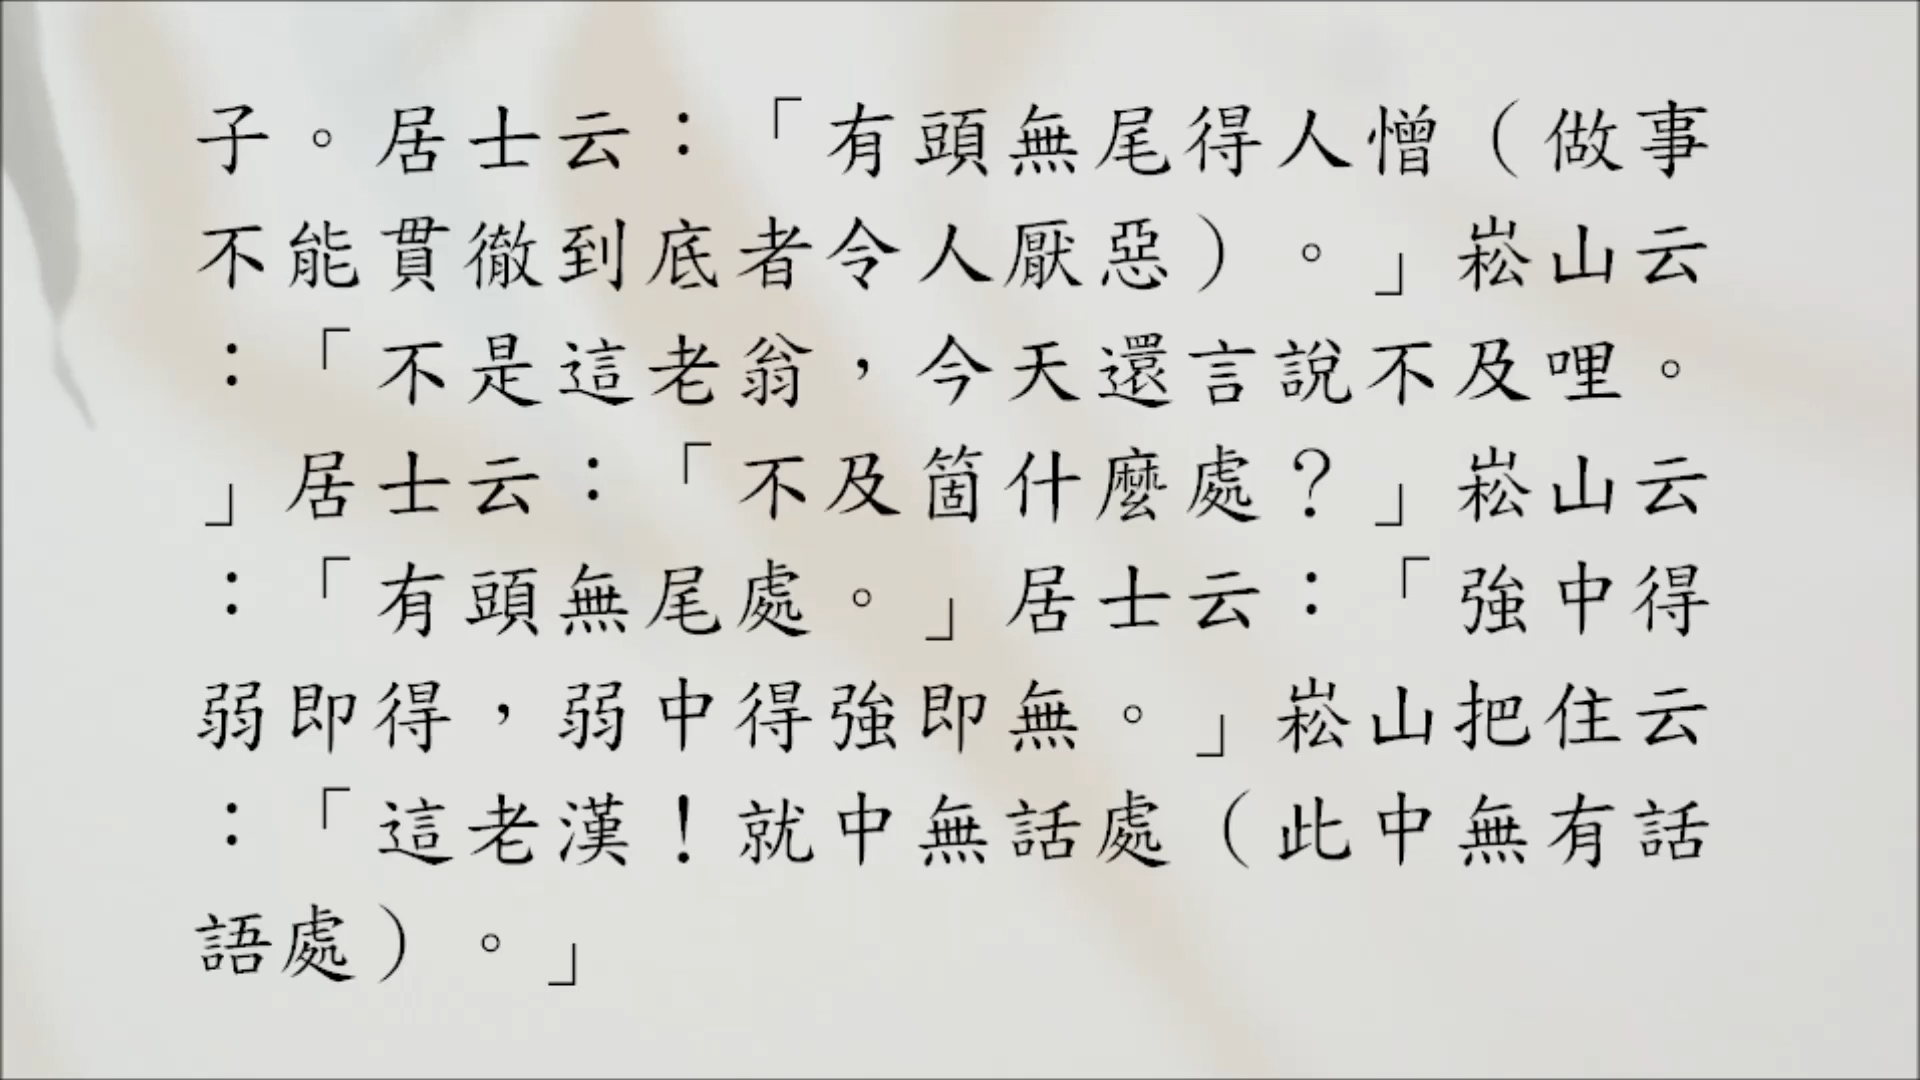 子。居士云：「有頭無尾得人憎（做事
不能貫徹到底者令人厭惡）。」崧山云
：「不是這老翁，今天還言說不及哩。
」居士云：「不及箇什麼處？」崧山云
：「有頭無尾處。」居士云：「強中得
弱即得，弱中得強即無。」崧山把住云
：「這老漢！就中無話處（此中無有話
語處）。」